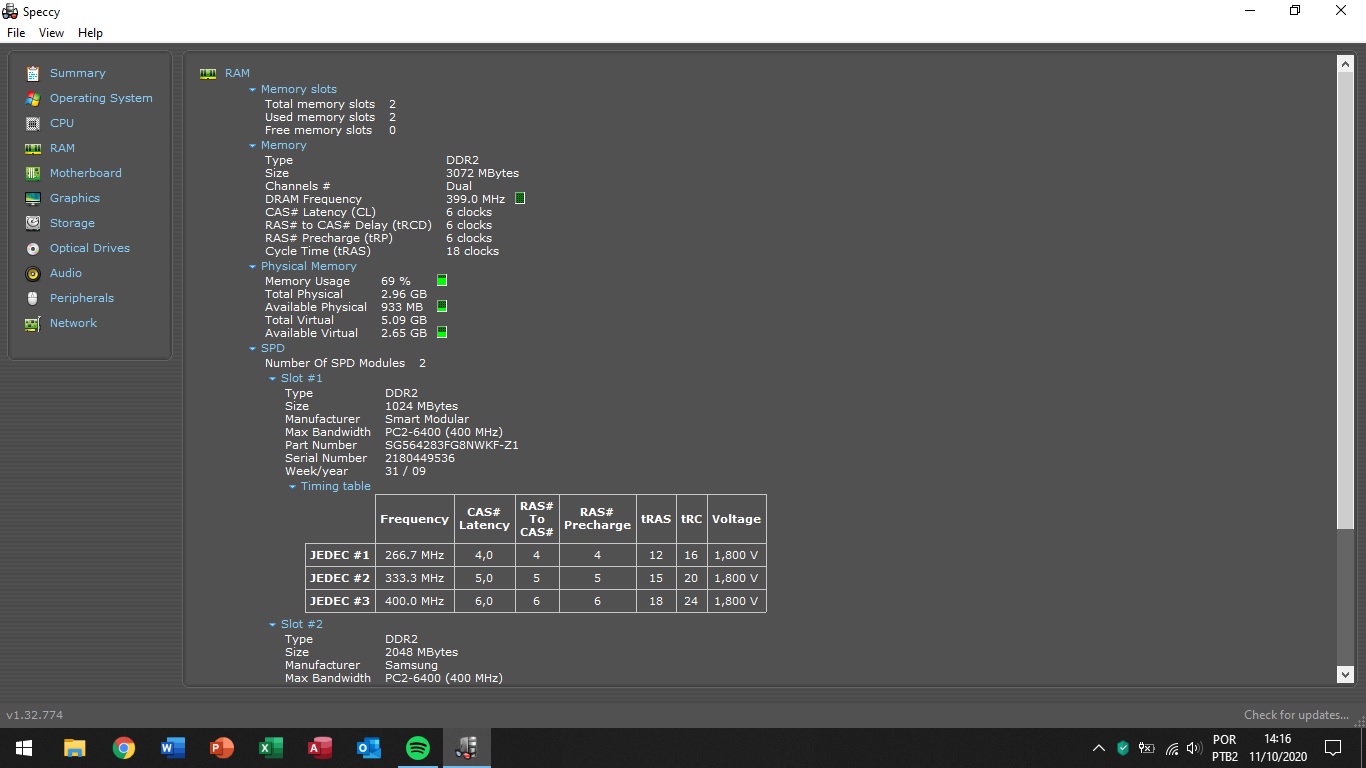 Speccy
File View Help
Summary
Operating System
CPU
RAM
Motherboard
Graphics
Storage
Optical Drives
Audio
Peripherals
Network
RAM
Memory slots
Total memory slots 2
Used memory slots 2
Free memory slots 0
Memory
Type DDR2
Size 3072 MBytes
Channels # Dual
DRAM Frequency 399.0 MHz
CAS# Latency (CL) 6 clocks
RAS# to CAS# Delay (tRCD) 6 clocks
RAS# Precharge (tRP) 6 clocks
Cycle Time (tRAS) 18 clocks
Physical Memory
Memory Usage 69 %
Total Physical 2.96 GB
Available Physical 933 MB
Total Virtual 5.09 GB
Available Virtual 2.65 GB
SPD
Number Of SPD Modules 2
Slot #1
Type DDR2
Size 1024 MBytes
Manufacturer Smart Modular
Max Bandwidth PC2-6400 (400 MHz)
Part Number SG564283FG8NWKF-Z1
Serial Number 2180449536
Week/year 31 / 09
Timing table
Frequency CAS# Latency RAS# To CAS# RAS# Precharge tRAS tRC Voltage
JEDEC #1 266.7 MHz 4,0 4 4 12 16 1,800 V
JEDEC #2 333.3 MHz 5,0 5 5 15 20 1,800 V
JEDEC #3 400.0 MHz 6,0 6 6 18 24 1,800 V
Slot #2
Type DDR2
Size 2048 MBytes
Manufacturer Samsung
Max Bandwidth PC2-6400 (400 MHz)
v1.32.774 Check for updates...
POR 14:16
PTB2 11/10/2020